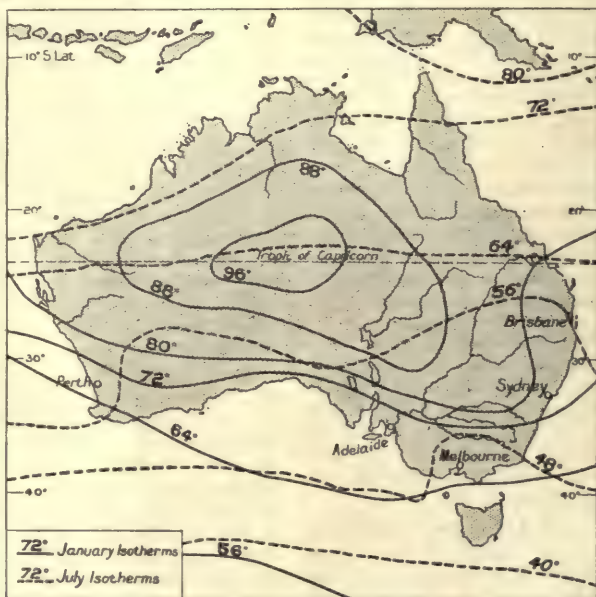 80°
10° S Lat
10°
72°
88°
20°
20°
64°
Tropic of Capricorn
96°
56°
88°
Brisbane
80°
30°
30°
72°
Perth
Sydney
64°
Adelaide
Melbourne
48°
40°
40°
72° January Isotherms
56°
72° July Isotherms
40°